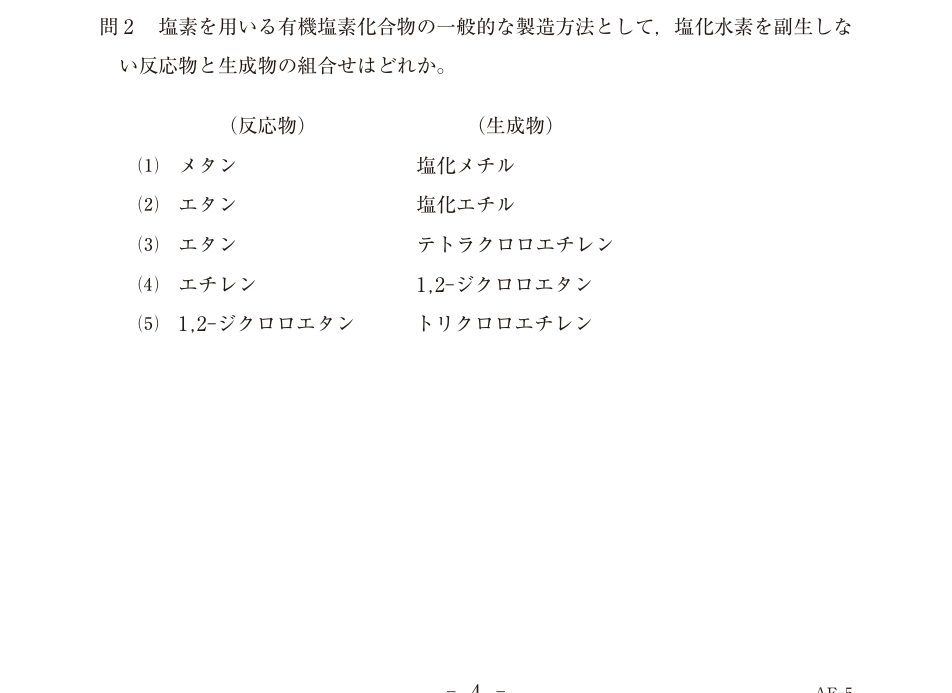 問2 塩素を用いる有機塩素化合物の一般的な製造方法として，塩化水素を副生しな
い反応物と生成物の組合せはどれか。
（反応物） （生成物）
⑴ メタン 塩化メチル
⑵ エタン 塩化エチル
⑶ エタン テトラクロロエチレン
⑷ エチレン 1,2-ジクロロエタン
⑸ 1,2-ジクロロエタン トリクロロエチレン
- 4 -